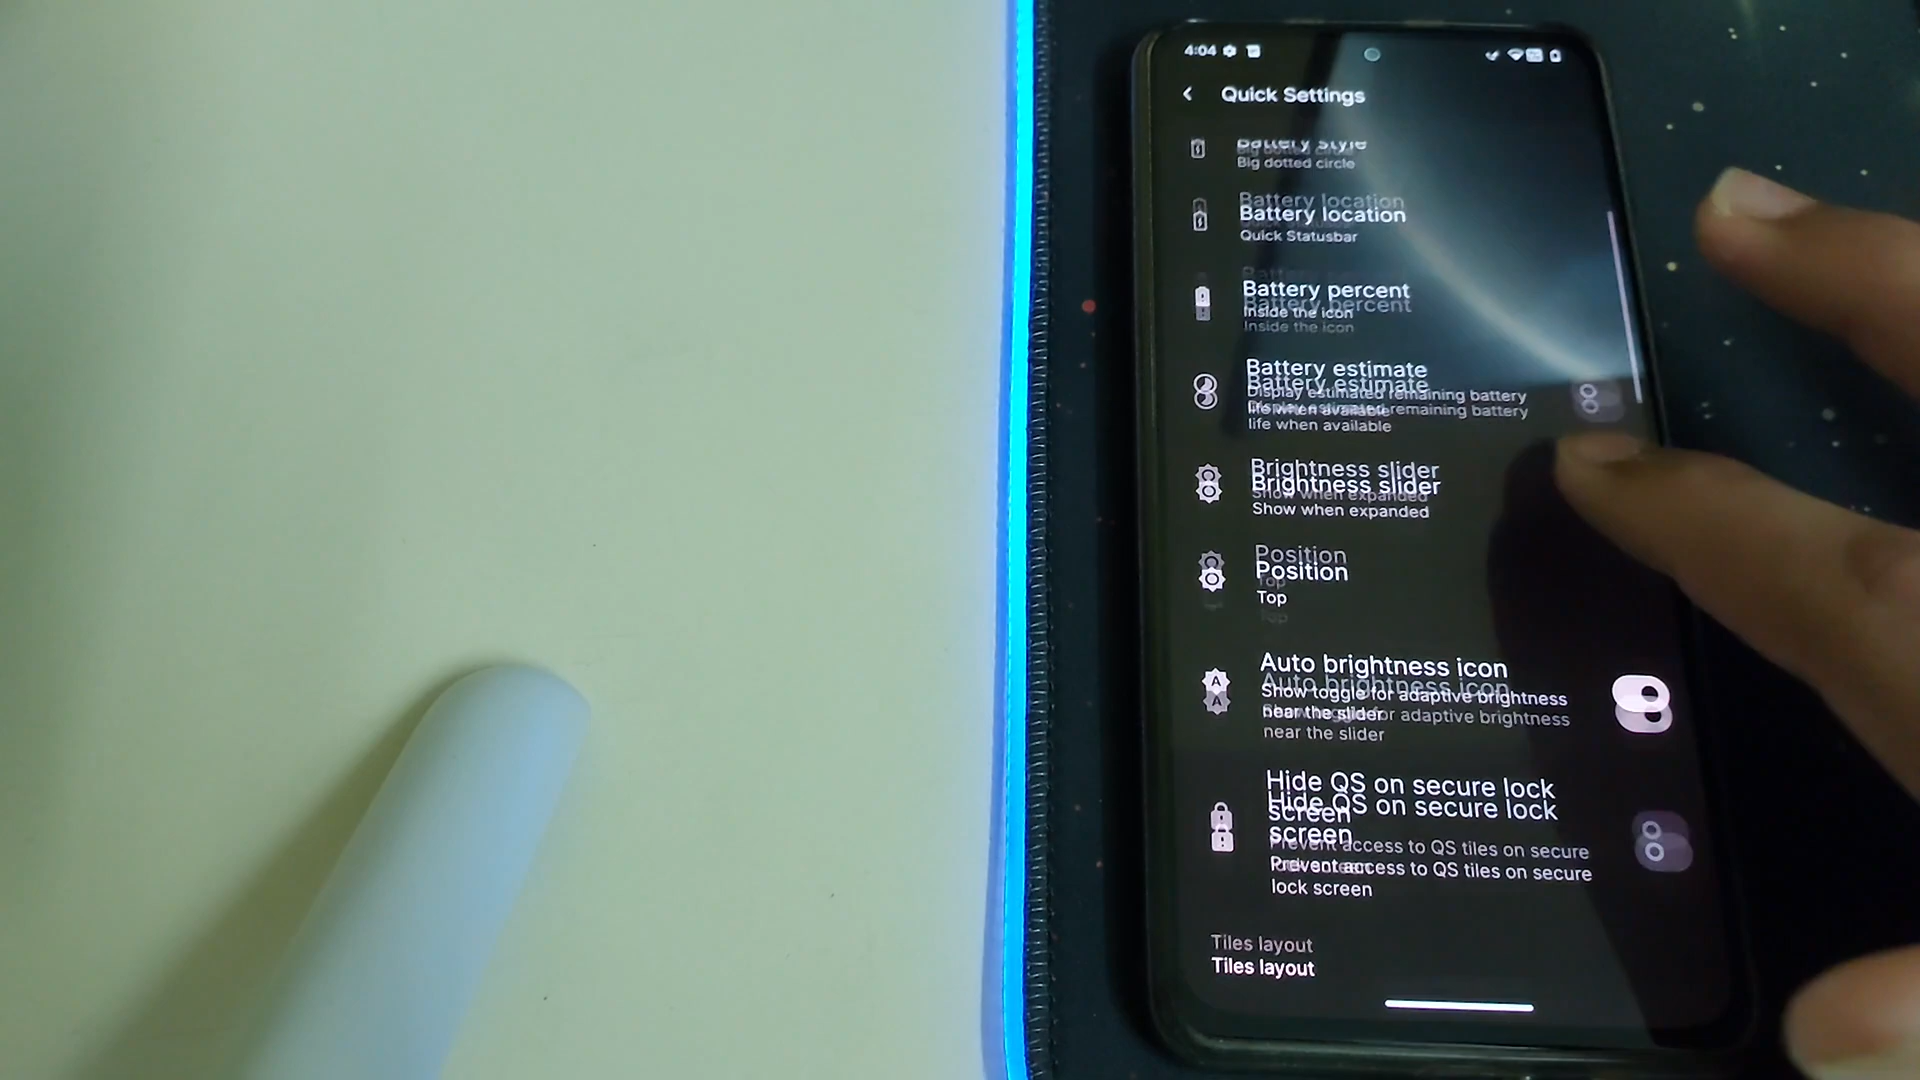 4:04
Quick Settings
Battery style
Big dotted circle
Battery location
Quick Statusbar
Battery percent
Inside the icon
Battery estimate
Display estimated remaining battery
life when available
Brightness slider
Show when expanded
Position
Top
Auto brightness icon
Show toggle for adaptive brightness
near the slider
Hide QS on secure lock
screen
Prevent access to QS tiles on secure
lock screen
Tiles layout